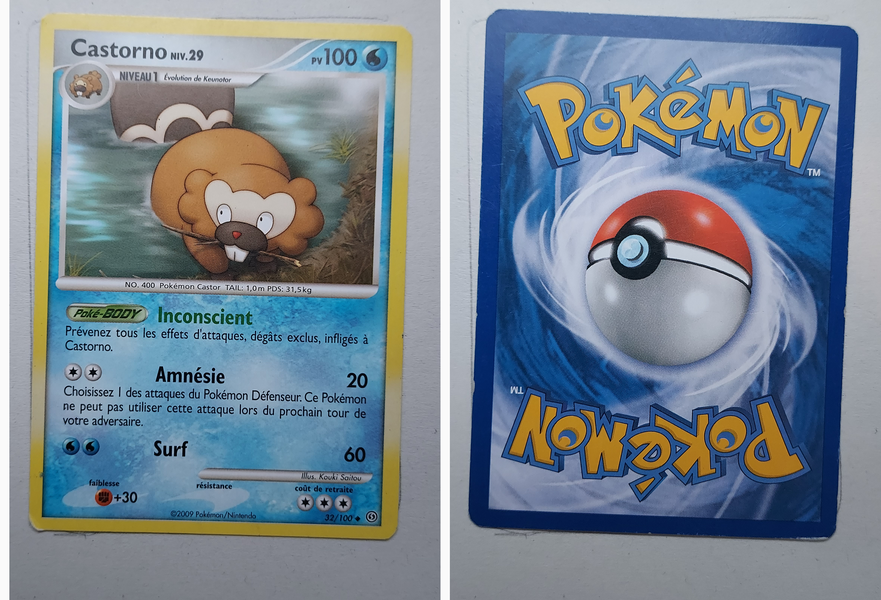 Castorno NIV.29
PV 100
NIVEAU 1 Évolution de Keunotor
NO. 400 Pokémon Castor TAIL: 1,0m PDS: 31,5kg
Poké-BODY Inconscient
Prévenez tous les effets d'attaques, dégâts exclus, infligés à
Castorno.
Amnésie 20
Choisissez 1 des attaques du Pokémon Défenseur. Ce Pokémon
ne peut pas utiliser cette attaque lors du prochain tour de
votre adversaire.
Surf 60
Illus. Kouki Saitou
faiblesse résistance coût de retraite
+30
©2009 Pokémon/Nintendo 32/100
POKéMON
TM
TM
POKéMON